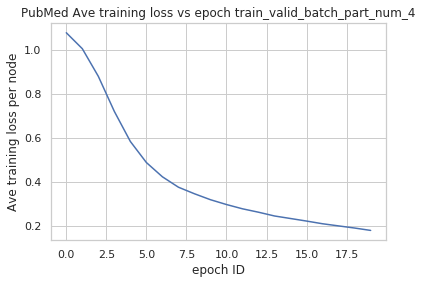 PubMed Ave training loss vs epoch train_valid_batch_part_num_4
Ave training loss per node
1.0
0.8
0.6
0.4
0.2
0.0 2.5 5.0 7.5 10.0 12.5 15.0 17.5
epoch ID